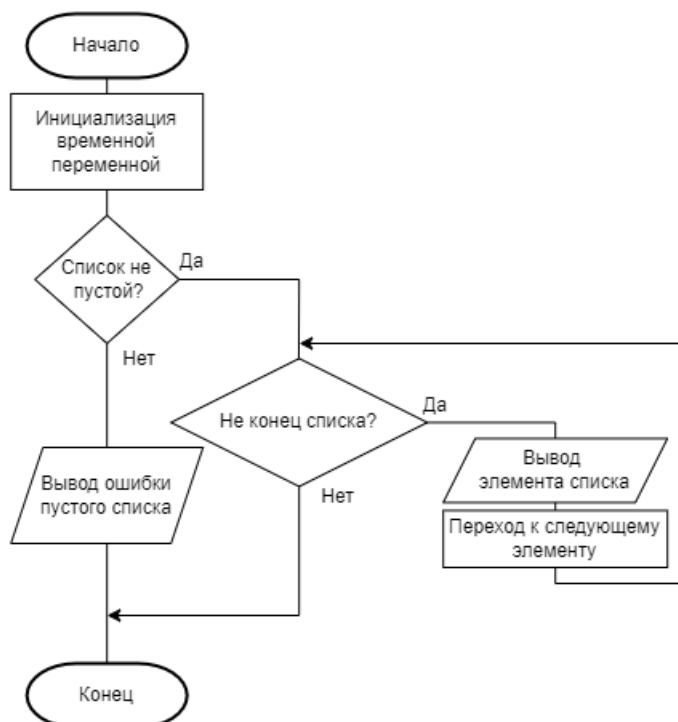 Начало
Инициализация
временной
переменной
Список не
пустой?
Да
Нет
Не конец списка?
Да
Нет
Вывод
элемента списка
Переход к следующему
элементу
Вывод ошибки
пустого списка
Конец